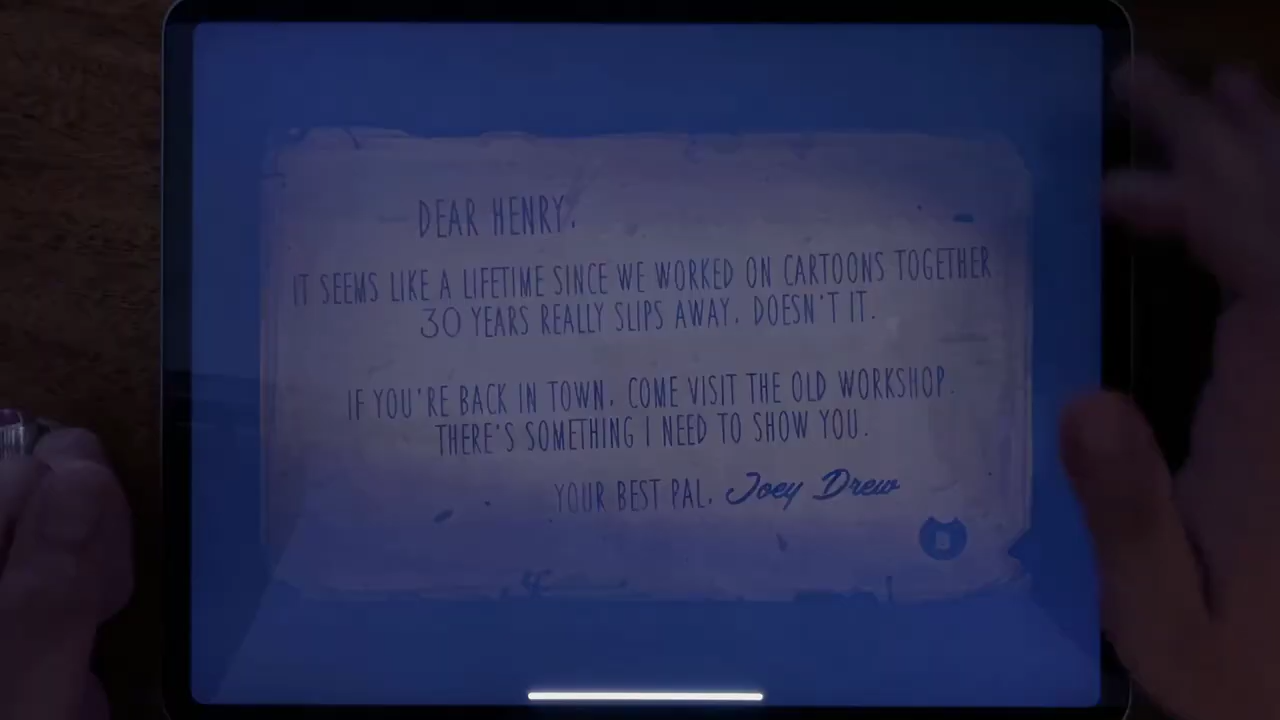 DEAR HENRY,
IT SEEMS LIKE A LIFETIME SINCE WE WORKED ON CARTOONS TOGETHER
30 YEARS REALLY SLIPS AWAY, DOESN'T IT.
IF YOU'RE BACK IN TOWN, COME VISIT THE OLD WORKSHOP.
THERE'S SOMETHING I NEED TO SHOW YOU.
YOUR BEST PAL, Joey Drew